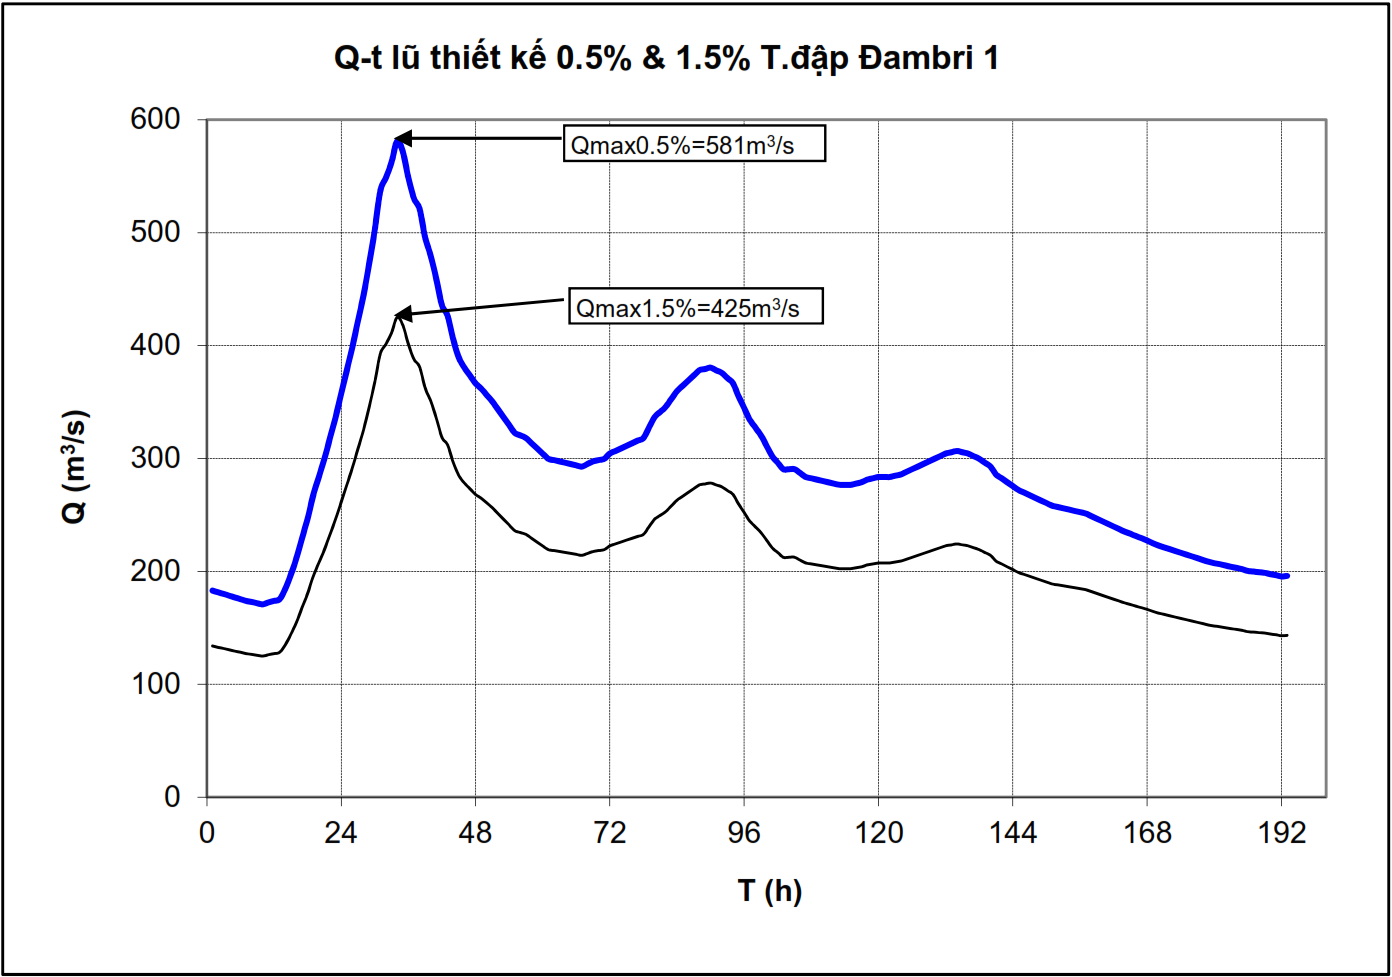 Q-t lũ thiết kế 0.5% & 1.5% T.đập Đambri 1
600
500
400
300
200
100
0
Q (m³/s)
Qmax0.5%=581m³/s
Qmax1.5%=425m³/s
0 24 48 72 96 120 144 168 192
T (h)